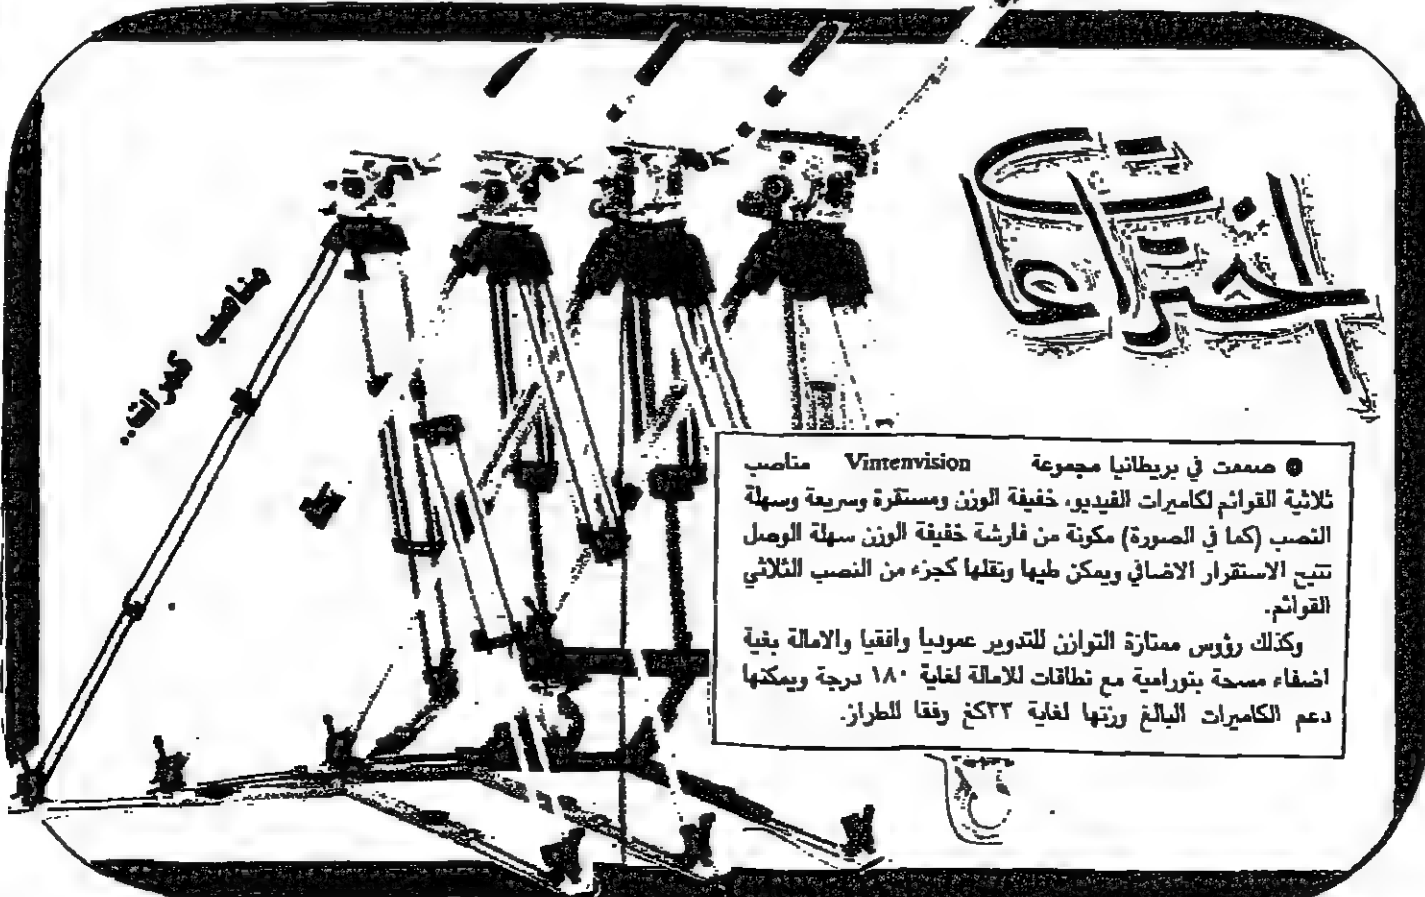 اختراعات
مناصب كميرات..
● صممت في بريطانيا مجموعة Vintenvision مناصب
ثلاثية القوائم لكاميرات الفيديو، خفيفة الوزن ومستقرة وسريعة وسهلة
النصب (كما في الصورة) مكونة من فارشة خفيفة الوزن سهلة الوصل
تتيح الاستقرار الاضافي ويمكن طيها ونقلها كجزء من النصب الثلاثي
القوائم.
وكذلك رؤوس ممتازة التوازن للتدوير عموديا وافقيا والامالة بغية
اضفاء مسحة بتورامية مع نطاقات للامالة لغاية ١٨٠ درجة ويمكنها
دعم الكاميرات البالغ وزنها لغاية ٢٣كغ وفقا للطراز.